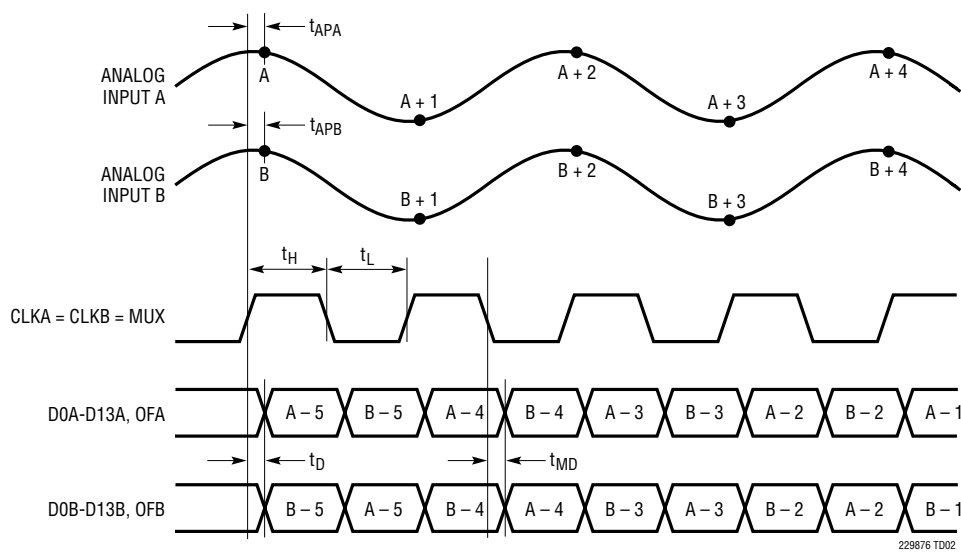 tAPA
ANALOG
INPUT A
A
A + 1
A + 2
A + 3
A + 4
tAPB
ANALOG
INPUT B
B
B + 1
B + 2
B + 3
B + 4
tH
tL
CLKA = CLKB = MUX
D0A-D13A, OFA
A – 5
B – 5
A – 4
B – 4
A – 3
B – 3
A – 2
B – 2
A – 1
tD
tMD
D0B-D13B, OFB
B – 5
A – 5
B – 4
A – 4
B – 3
A – 3
B – 2
A – 2
B – 1
229876 TD02